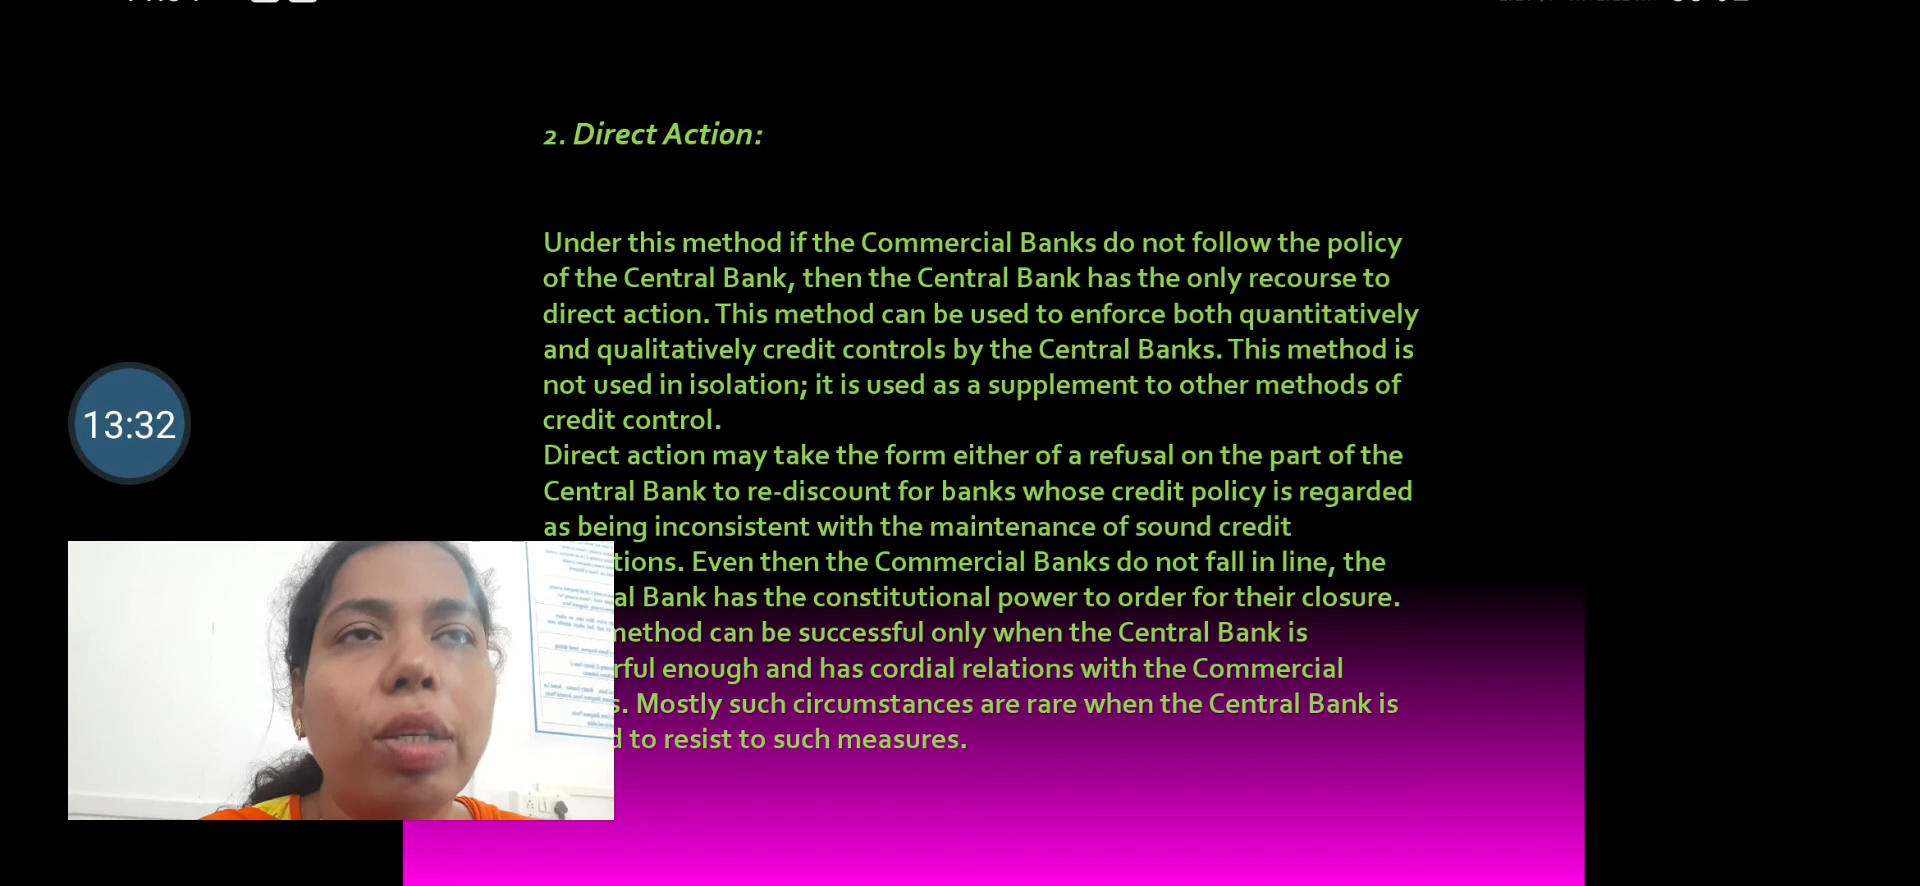 2. Direct Action:
Under this method if the Commercial Banks do not follow the policy
of the Central Bank, then the Central Bank has the only recourse to
direct action. This method can be used to enforce both quantitatively
and qualitatively credit controls by the Central Banks. This method is
not used in isolation; it is used as a supplement to other methods of
credit control.
Direct action may take the form either of a refusal on the part of the
Central Bank to re-discount for banks whose credit policy is regarded
as being inconsistent with the maintenance of sound credit
tions. Even then the Commercial Banks do not fall in line, the
al Bank has the constitutional power to order for their closure.
method can be successful only when the Central Bank is
rful enough and has cordial relations with the Commercial
s. Mostly such circumstances are rare when the Central Bank is
d to resist to such measures.
13:32